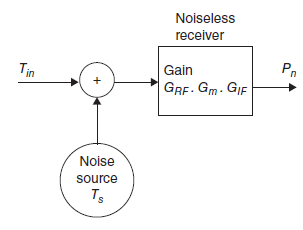 Noiseless
receiver
T_in
+
Gain
G_RF . G_m . G_IF
P_n
Noise
source
T_s